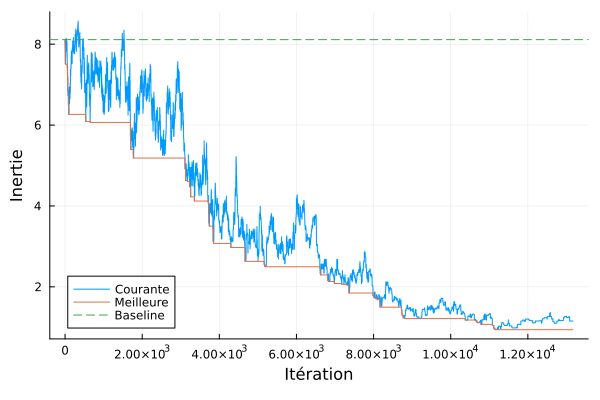 Inertie
8
6
4
2
Courante
Meilleure
Baseline
0
2.00×10³
4.00×10³
6.00×10³
8.00×10³
1.00×10⁴
1.20×10⁴
Itération